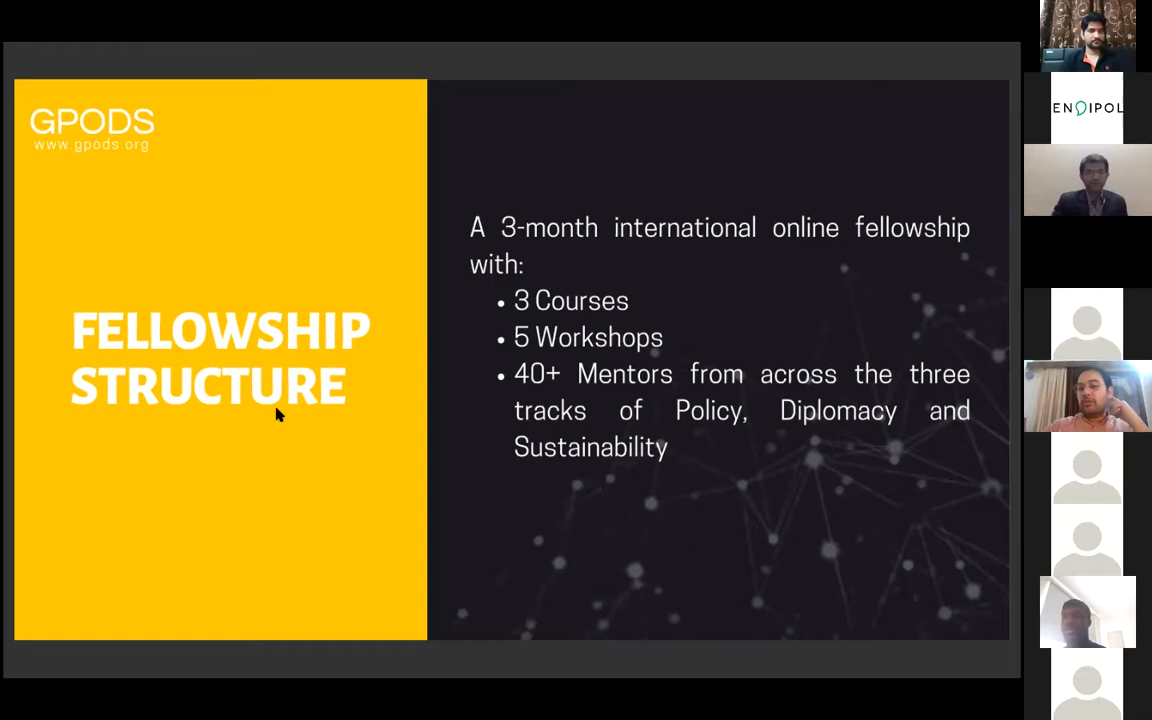 GPODS
www.gpods.org
FELLOWSHIP
STRUCTURE
A 3-month international online fellowship
with:
• 3 Courses
• 5 Workshops
• 40+ Mentors from across the three
tracks of Policy, Diplomacy and
Sustainability
ENDIPOL